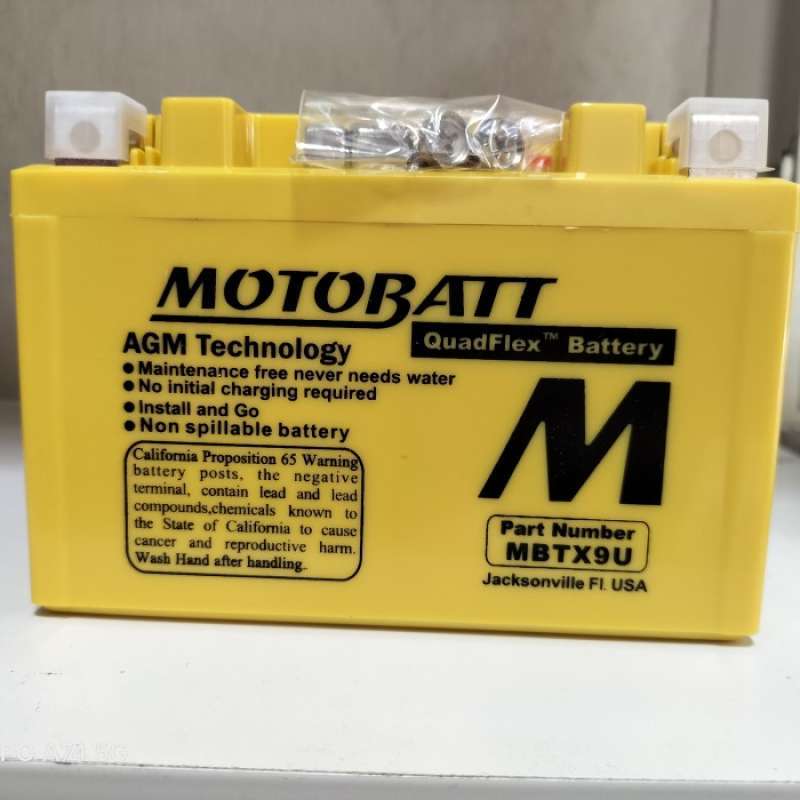 MOTOBATT
QuadFlex™ Battery
AGM Technology
● Maintenance free never needs water
● No initial charging required
● Install and Go
● Non spillable battery
California Proposition 65 Warning
battery posts, the negative
terminal, contain lead and lead
compounds,chemicals known to
the State of California to cause
cancer and reproductive harm.
Wash Hand after handling.
M
Part Number
MBTX9U
Jacksonville Fl. USA